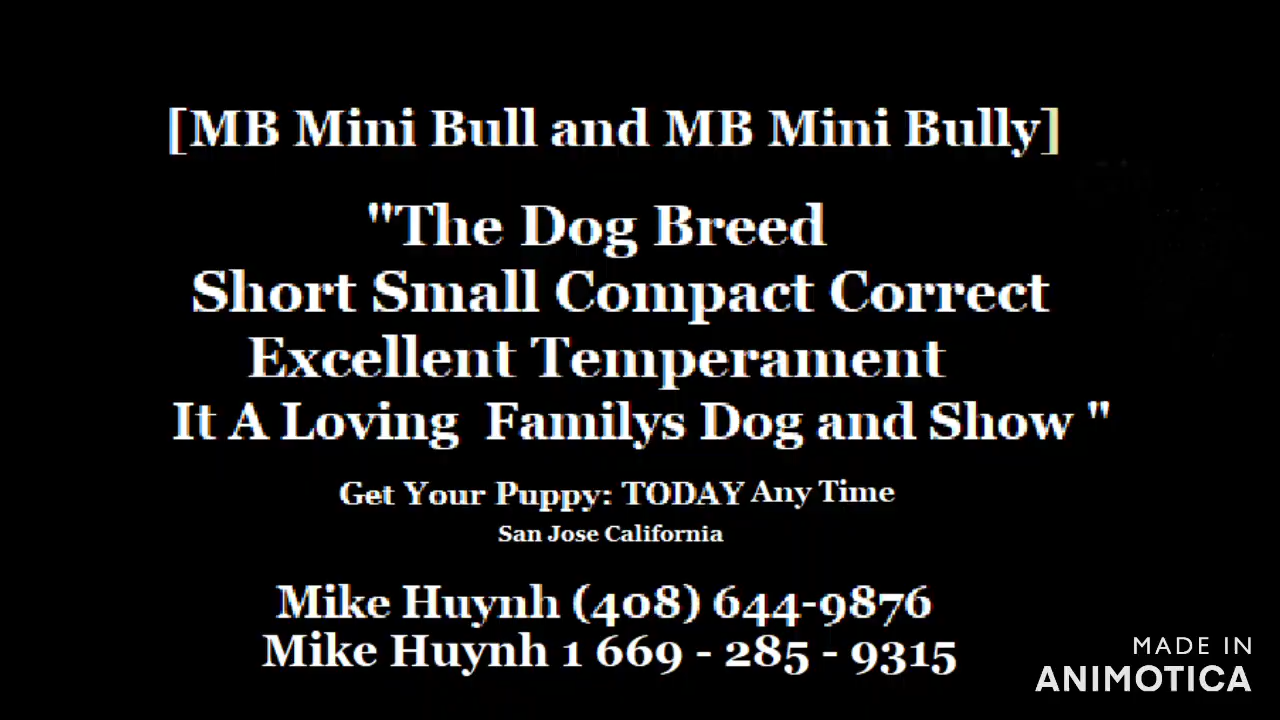 [MB Mini Bull and MB Mini Bully]
"The Dog Breed
Short Small Compact Correct
Excellent Temperament
It A Loving Familys Dog and Show "
Get Your Puppy: TODAY Any Time
San Jose California
Mike Huynh (408) 644-9876
Mike Huynh 1 669 - 285 - 9315
MADE IN
ANIMOTICA